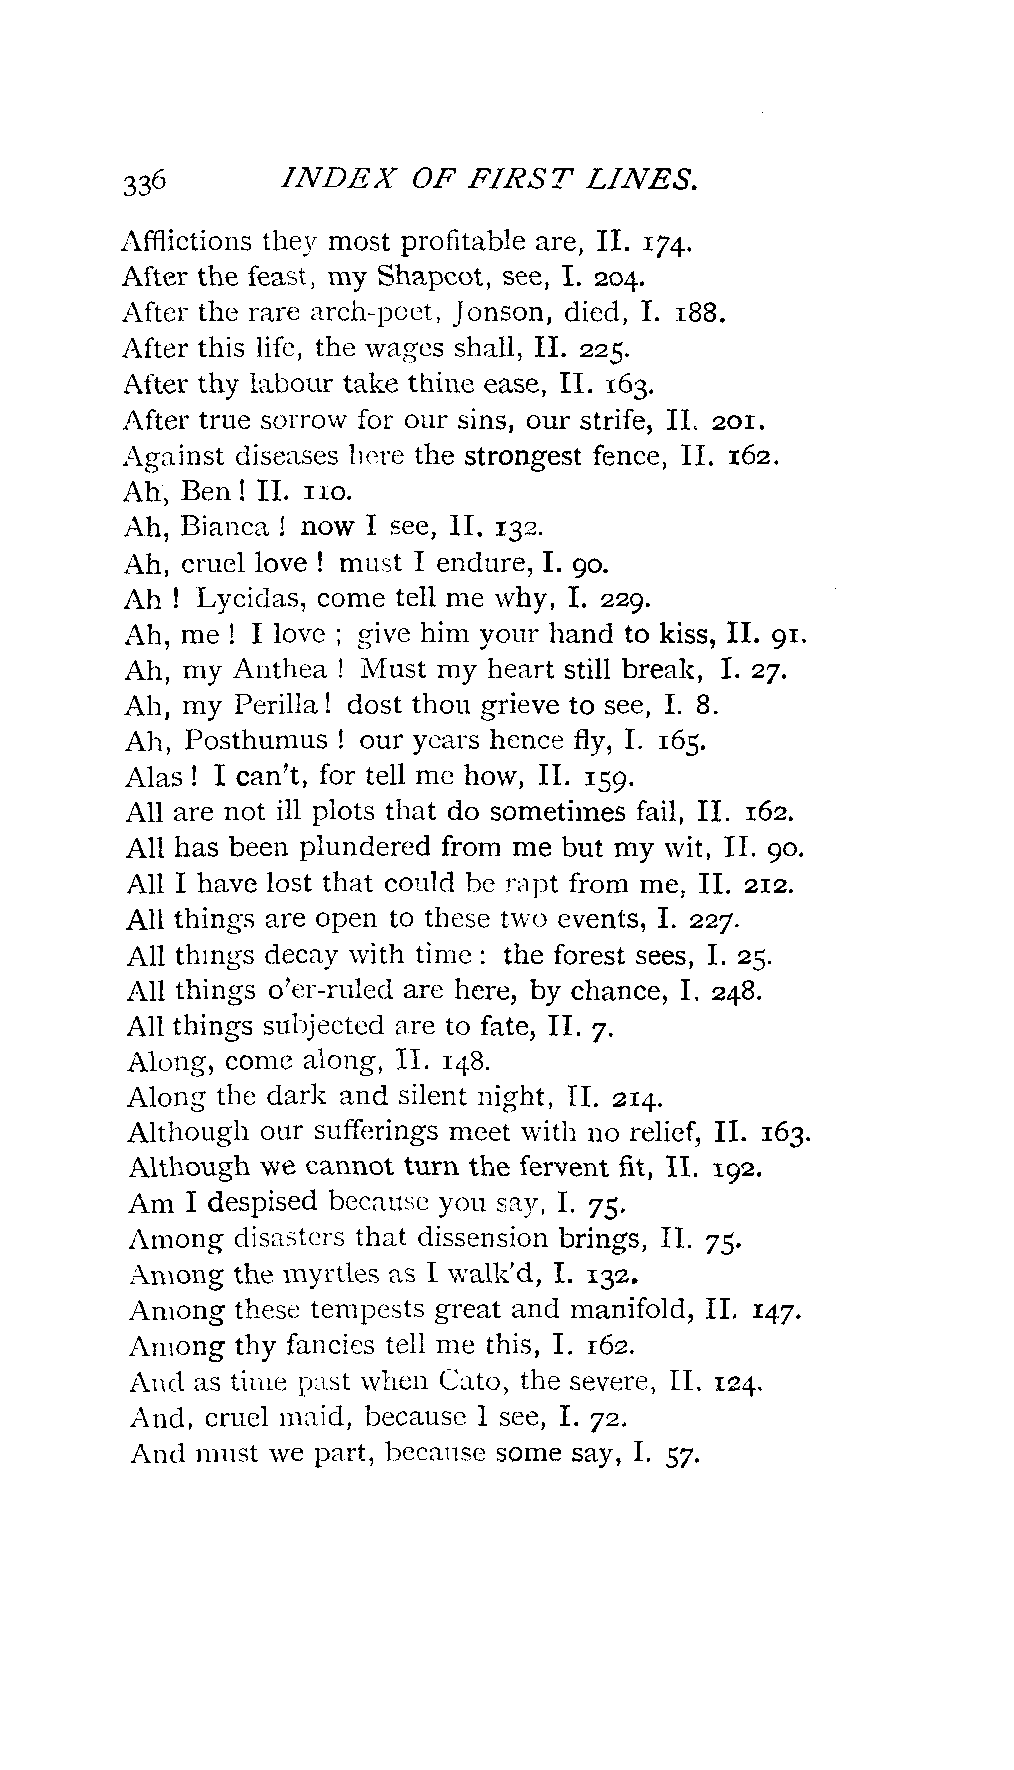 336 INDEX OF FIRST LINES.
Afflictions they most profitable are, II. 174.
After the feast, my Shapcot, see, I. 204.
After the rare arch-poet, Jonson, died, I. 188.
After this life, the wages shall, II. 225.
After thy labour take thine ease, II. 163.
After true sorrow for our sins, our strife, II. 201.
Against diseases here the strongest fence, II. 162.
Ah, Ben! II. 110.
Ah, Bianca! now I see, II. 132.
Ah, cruel love! must I endure, I. 90.
Ah! Lycidas, come tell me why, I. 229.
Ah, me! I love; give him your hand to kiss, II. 91.
Ah, my Anthea! Must my heart still break, I. 27.
Ah, my Perilla! dost thou grieve to see, I. 8.
Ah, Posthumus! our years hence fly, I. 165.
Alas! I can't, for tell me how, II. 159.
All are not ill plots that do sometimes fail, II. 162.
All has been plundered from me but my wit, II. 90.
All I have lost that could be rapt from me, II. 212.
All things are open to these two events, I. 227.
All things decay with time: the forest sees, I. 25.
All things o'er-ruled are here, by chance, I. 248.
All things subjected are to fate, II. 7.
Along, come along, II. 148.
Along the dark and silent night, II. 214.
Although our sufferings meet with no relief, II. 163.
Although we cannot turn the fervent fit, II. 192.
Am I despised because you say, I. 75.
Among disasters that dissension brings, II. 75.
Among the myrtles as I walk'd, I. 132.
Among these tempests great and manifold, II. 147.
Among thy fancies tell me this, I. 162.
And as time past when Cato, the severe, II. 124.
And, cruel maid, because I see, I. 72.
And must we part, because some say, I. 57.